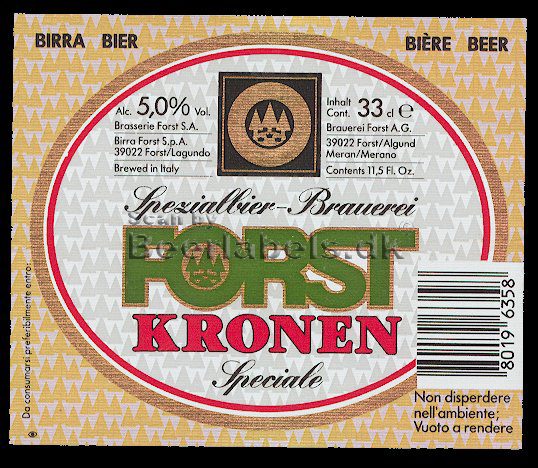 BIRRA BIER
BIÈRE BEER
Alc. 5,0% Vol.
Brasserie Forst S.A.
Birra Forst S.p.A.
39022 Forst/Lagundo
Brewed in Italy
Inhalt Cont. 33 cl e
Brauerei Forst A.G.
39022 Forst/Algund
Meran/Merano
Contents 11,5 Fl. Oz.
Spezialbier-Brauerei
Scan by
Beerlabels.dk
FORST
KRONEN
Speciale
8019 6358
Non disperdere
nell'ambiente;
Vuoto a rendere
Da consumarsi preferibilmente entro: